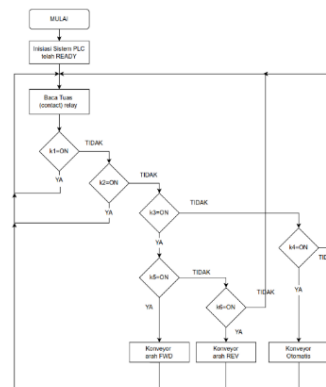 MULAI
Inisiasi Sistem PLC
telah READY
Baca Tuas
(contact) relay
k1=ON
TIDAK
YA
k2=ON
TIDAK
YA
k3=ON
TIDAK
YA
k4=ON
YA
k5=ON
TIDAK
YA
k6=ON
TIDAK
YA
Konveyor
arah FWD
Konveyor
arah REV
Konveyor
Otomatis